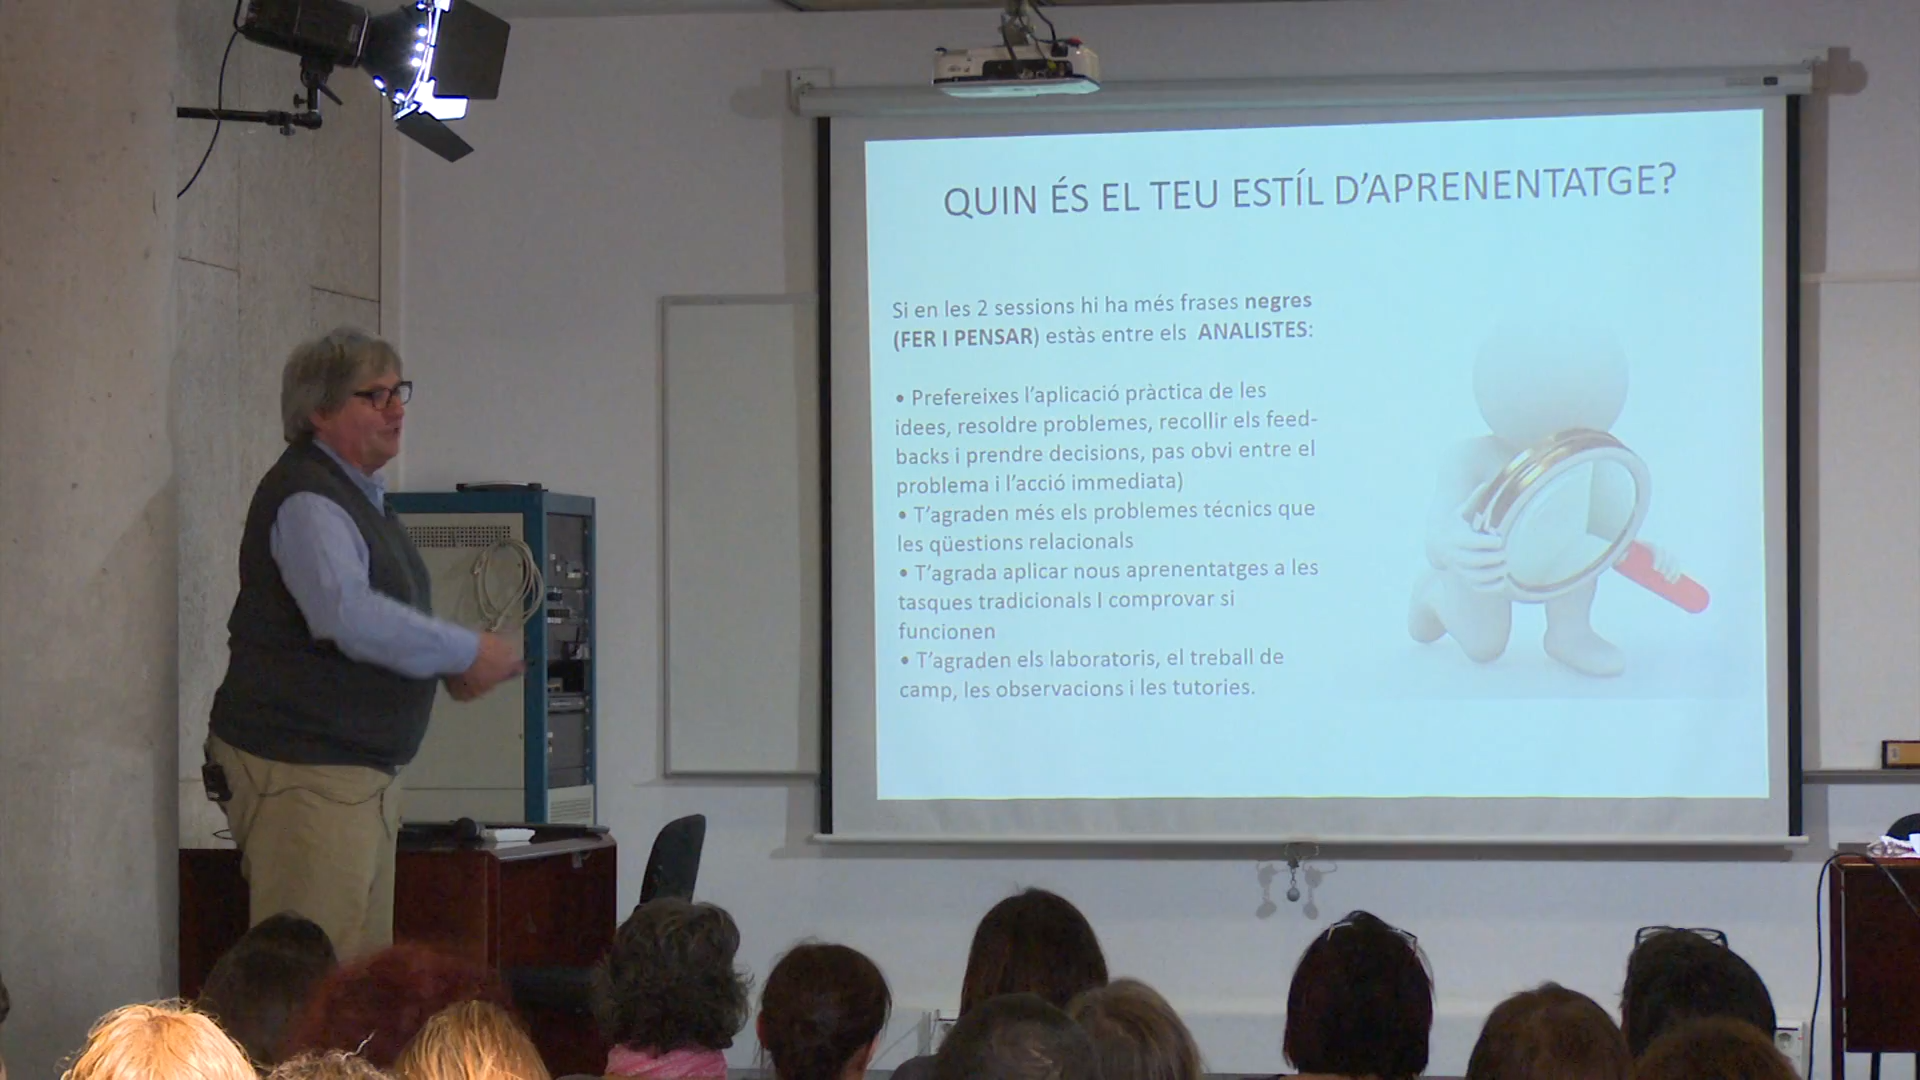 QUIN ÉS EL TEU ESTÍL D'APRENENTATGE?
Si en les 2 sessions hi ha més frases negres
(FER I PENSAR) estàs entre els ANALISTES:
• Prefereixes l'aplicació pràctica de les
idees, resoldre problemes, recollir els feed-
backs i prendre decisions, pas obvi entre el
problema i l'acció immediata)
• T'agraden més els problemes técnics que
les qüestions relacionals
• T'agrada aplicar nous aprenentatges a les
tasques tradicionals I comprovar si
funcionen
• T'agraden els laboratoris, el treball de
camp, les observacions i les tutories.